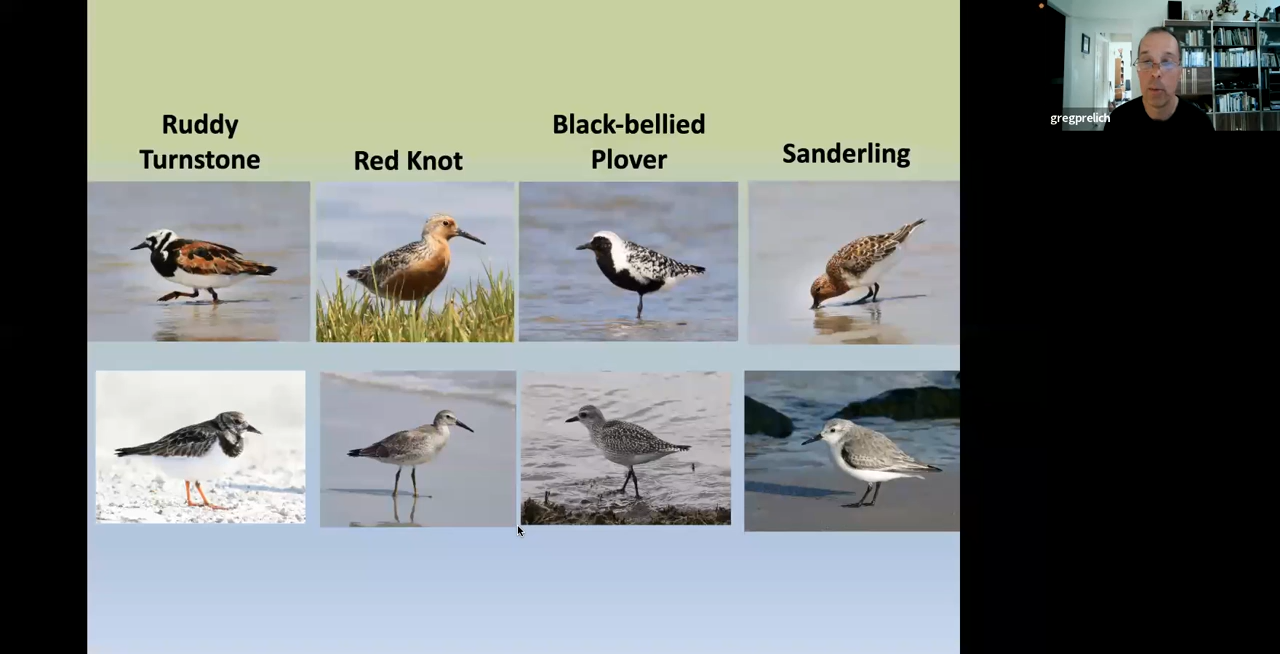 Ruddy
Turnstone
Red Knot
Black-bellied
Plover
Sanderling
gregprelich